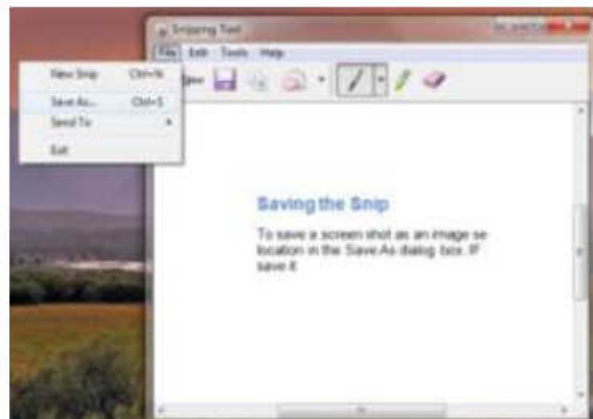 Snipping Tool
File Edit Tools Help
New Snip Ctrl+N
Save As... Ctrl+S
Send To
Exit
Saving the Snip
To save a screen shot as an image se
location in the Save As dialog box. IF
save it